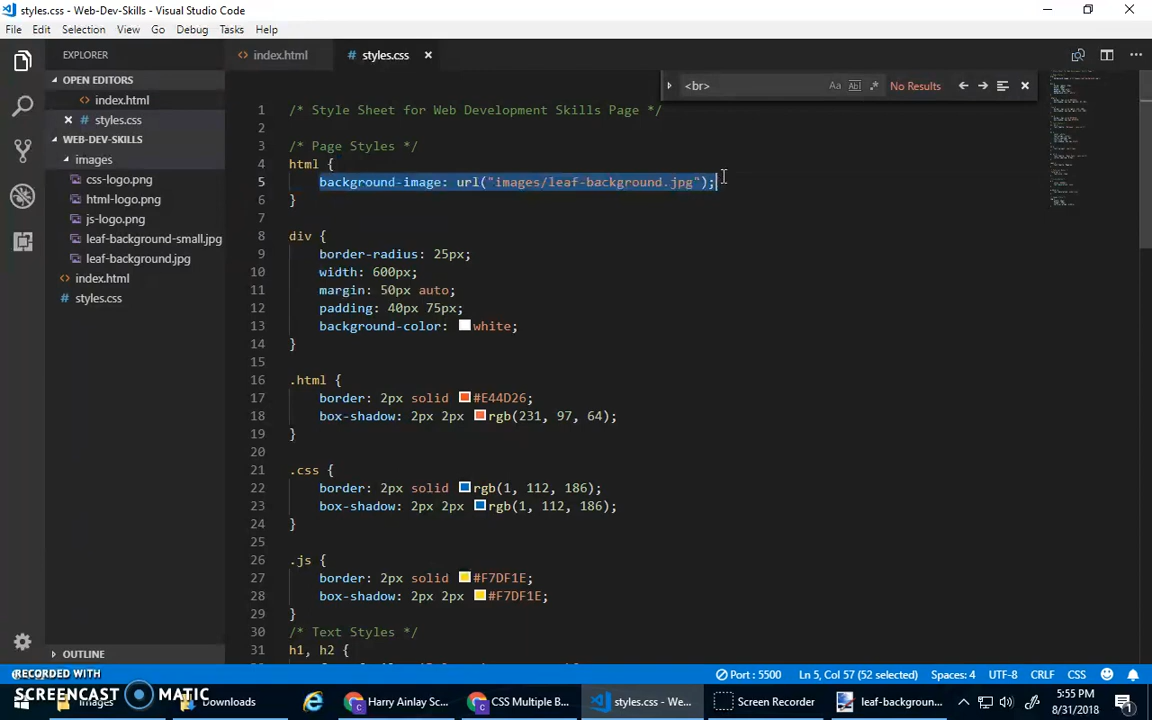 styles.css - Web-Dev-Skills - Visual Studio Code
File Edit Selection View Go Debug Tasks Help
EXPLORER
OPEN EDITORS
index.html
styles.css
WEB-DEV-SKILLS
images
css-logo.png
html-logo.png
js-logo.png
leaf-background-small.jpg
leaf-background.jpg
index.html
styles.css
OUTLINE
index.html styles.css
<br> Aa Abl .* No Results
1 /* Style Sheet for Web Development Skills Page */
2
3 /* Page Styles */
4 html {
5 background-image: url("images/leaf-background.jpg");
6 }
7
8 div {
9 border-radius: 25px;
10 width: 600px;
11 margin: 50px auto;
12 padding: 40px 75px;
13 background-color: white;
14 }
15
16 .html {
17 border: 2px solid #E44D26;
18 box-shadow: 2px 2px rgb(231, 97, 64);
19 }
20
21 .css {
22 border: 2px solid rgb(1, 112, 186);
23 box-shadow: 2px 2px rgb(1, 112, 186);
24 }
25
26 .js {
27 border: 2px solid #F7DF1E;
28 box-shadow: 2px 2px #F7DF1E;
29 }
30 /* Text Styles */
31 h1, h2 {
Port : 5500 Ln 5, Col 57 (52 selected) Spaces: 4 UTF-8 CRLF CSS
RECORDED WITH
SCREENCAST MATIC
Images Downloads Harry Ainlay Sc... CSS Multiple B... styles.css - We... Screen Recorder leaf-backgroun...
5:55 PM
8/31/2018
1